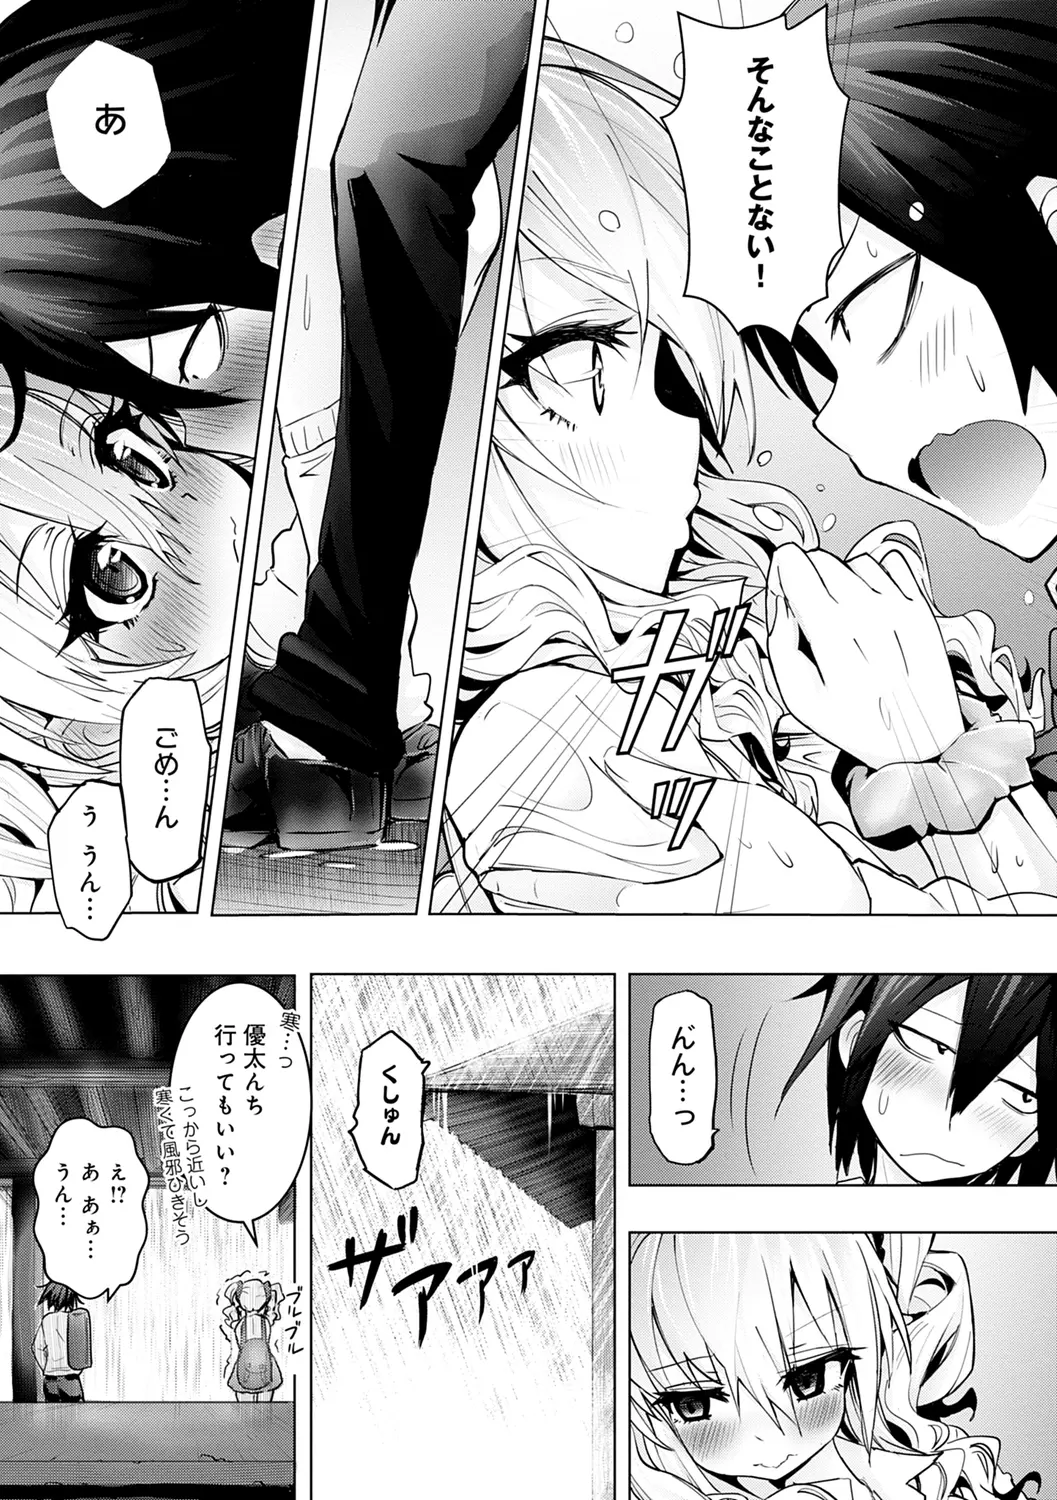 そんなことない！
ガ
ッ
あ
ごめ…ん
う うん…
ん゛ん…っ
くしゅん
ザアアァァ
寒…っ
優太んち
行ってもいい？
こっから近いし
寒くて風邪ひきそう
ブルブル
え!?
あ あぁ…
うん…